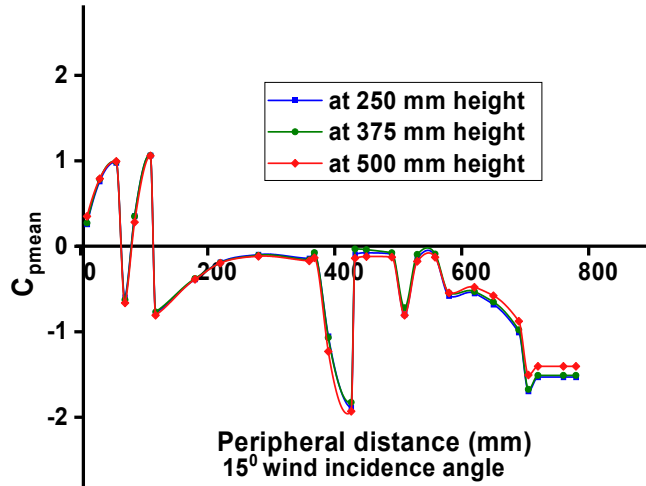 2
at 250 mm height
at 375 mm height
at 500 mm height
1
Cpmean
0
0 200 400 600 800
-1
-2
Peripheral distance (mm)
15⁰ wind incidence angle